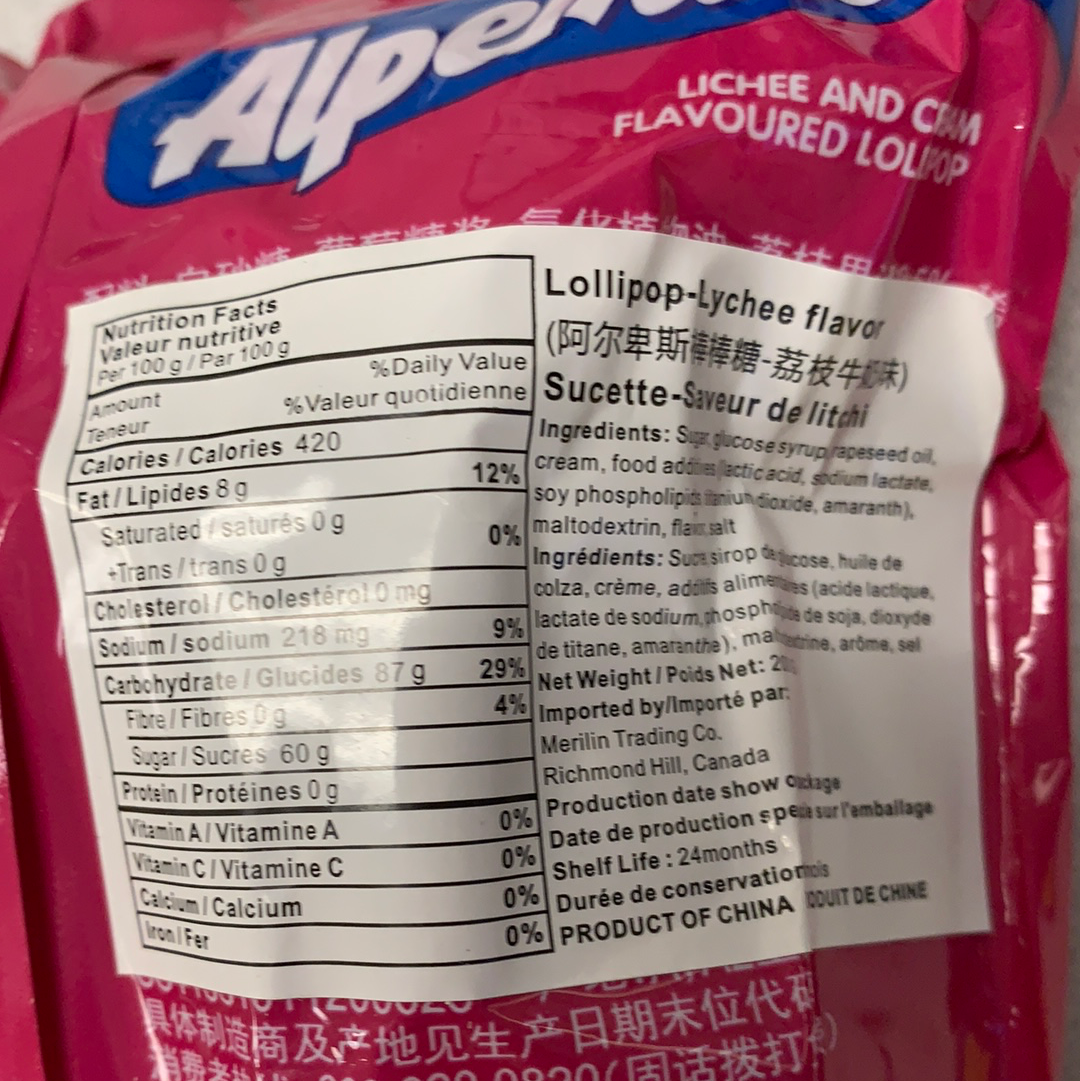 Alpen
LICHEE AND CREAM
FLAVOURED LOLLIPOP
Nutrition Facts
Valeur nutritive
Per 100 g / Par 100 g
Amount
Teneur
%Daily Value
%Valeur quotidienne
Calories / Calories 420
Fat / Lipides 8 g 12%
Saturated / saturés 0 g
+Trans / trans 0 g 0%
Cholesterol / Cholestérol 0 mg
Sodium / sodium 218 mg 9%
Carbohydrate / Glucides 87 g 29%
Fibre / Fibres 0 g 4%
Sugar / Sucres 60 g
Protein / Protéines 0 g
Vitamin A / Vitamine A 0%
Vitamin C / Vitamine C 0%
Calcium / Calcium 0%
Iron / Fer 0%
Lollipop-Lychee flavor
(阿尔卑斯棒棒糖-荔枝牛奶味)
Sucette-Saveur de litchi
Ingredients: Sugar, glucose syrup, rapeseed oil,
cream, food additives (lactic acid, sodium lactate,
soy phospholipids, titanium dioxide, amaranth),
maltodextrin, flavor, salt
Ingrédients: Sucre, sirop de glucose, huile de
colza, crème, additifs alimentaires (acide lactique,
lactate de sodium, de soja, dioxyde
de titane, amaranthe), arôme, sel
Net Weight / Poids Net:
Imported by/Importé par:
Merilin Trading Co.
Richmond Hill, Canada
Production date show
Date de production sur l'emballage
Shelf Life : 24months
Durée de conservation
PRODUCT OF CHINA DE CHINE
具体制造商及产地见生产日期末位代码